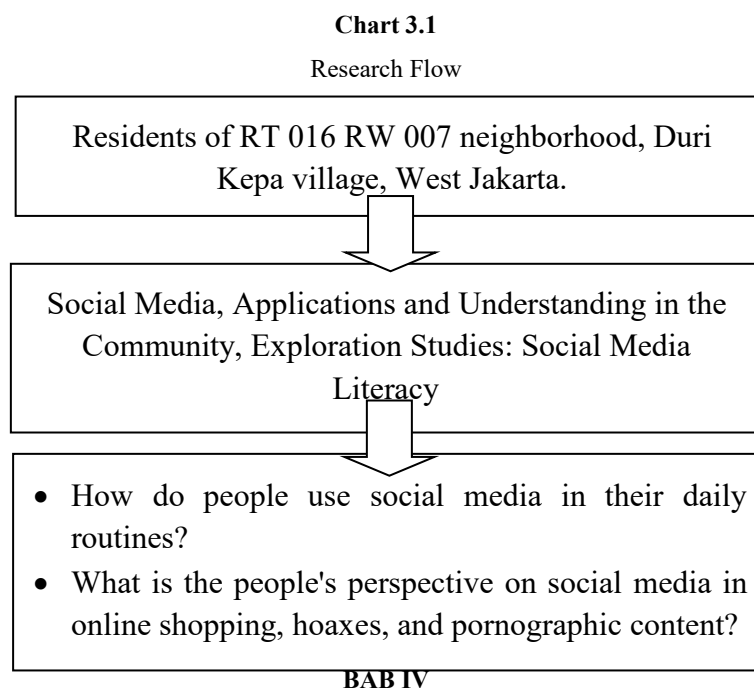 Chart 3.1
Research Flow
Residents of RT 016 RW 007 neighborhood, Duri
Kepa village, West Jakarta.
Social Media, Applications and Understanding in the
Community, Exploration Studies: Social Media
Literacy
• How do people use social media in their daily
routines?
• What is the people's perspective on social media in
online shopping, hoaxes, and pornographic content?
BAB IV